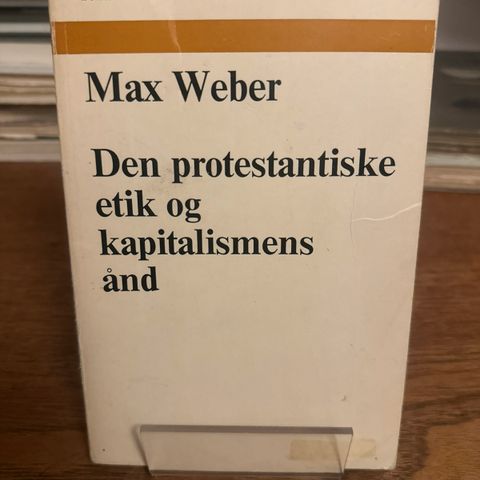 Max Weber
Den protestantiske
etik og
kapitalismens
ånd